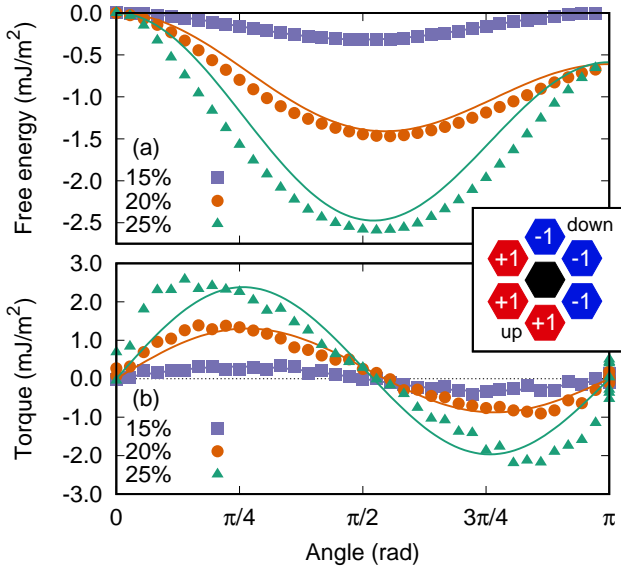 0.0
-0.5
-1.0
-1.5
-2.0
-2.5
Free energy (mJ/m²)
(a)
15%
20%
25%
down
-1
+1
-1
+1
-1
up
+1
3.0
2.0
1.0
0.0
-1.0
-2.0
-3.0
Torque (mJ/m²)
(b)
15%
20%
25%
0
π/4
π/2
3π/4
π
Angle (rad)